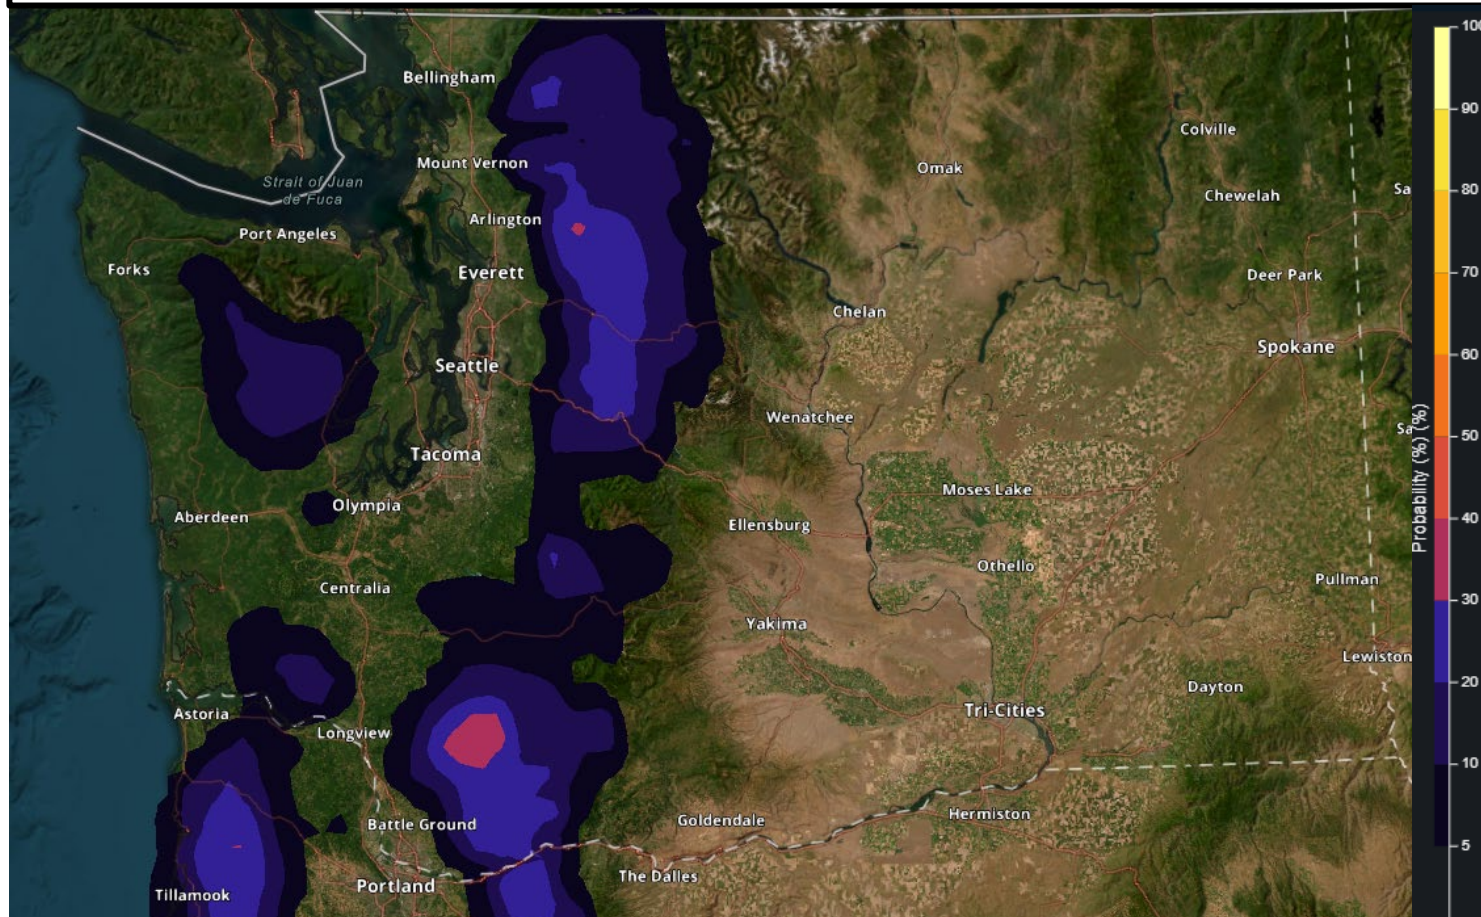 Bellingham
Colville
Mount Vernon
Omak
Strait of Juan
de Fuca
Chewelah
Sa
Arlington
Port Angeles
Forks
Everett
Deer Park
Chelan
Spokane
Seattle
Wenatchee
Sa
Tacoma
Moses Lake
Olympia
Aberdeen
Ellensburg
Othello
Pullman
Centralia
Yakima
Lewiston
Dayton
Astoria
Tri-Cities
Longview
Battle Ground
Goldendale
Hermiston
The Dalles
Portland
Tillamook
Probability (%) (%)
100
90
80
70
60
50
40
30
20
10
5